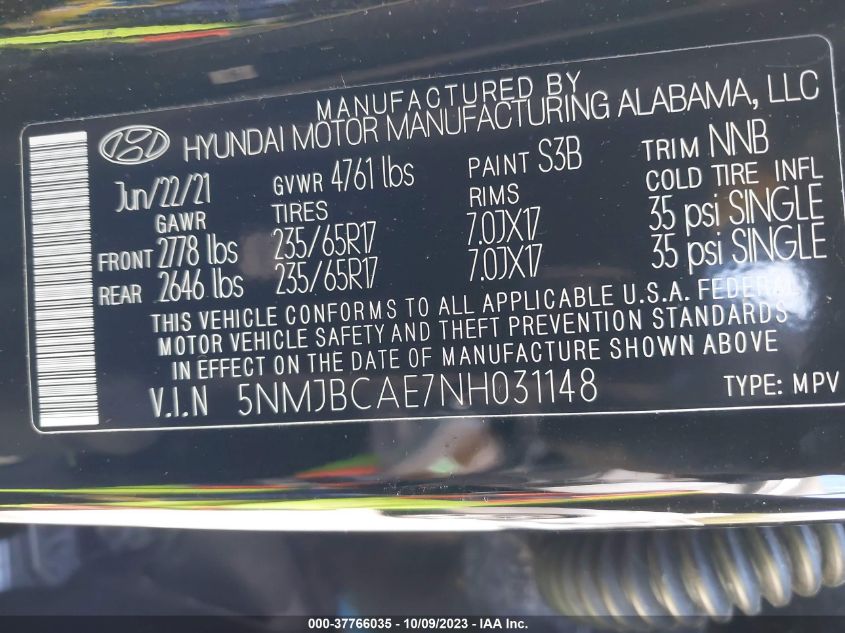 MANUFACTURED BY
HYUNDAI MOTOR MANUFACTURING ALABAMA, LLC
Jun/22/21 GVWR 4761 lbs PAINT S3B TRIM NNB
GAWR TIRES RIMS COLD TIRE INFL
FRONT 2778 lbs 235/65R17 7.0JX17 35 psi SINGLE
REAR 2646 lbs 235/65R17 7.0JX17 35 psi SINGLE
THIS VEHICLE CONFORMS TO ALL APPLICABLE U.S.A. FEDERAL
MOTOR VEHICLE SAFETY AND THEFT PREVENTION STANDARDS
IN EFFECT ON THE DATE OF MANUFACTURE SHOWN ABOVE
V.I.N 5NMJBCAE7NH031148 TYPE: MPV
000-37766035 - 10/09/2023 - IAA Inc.